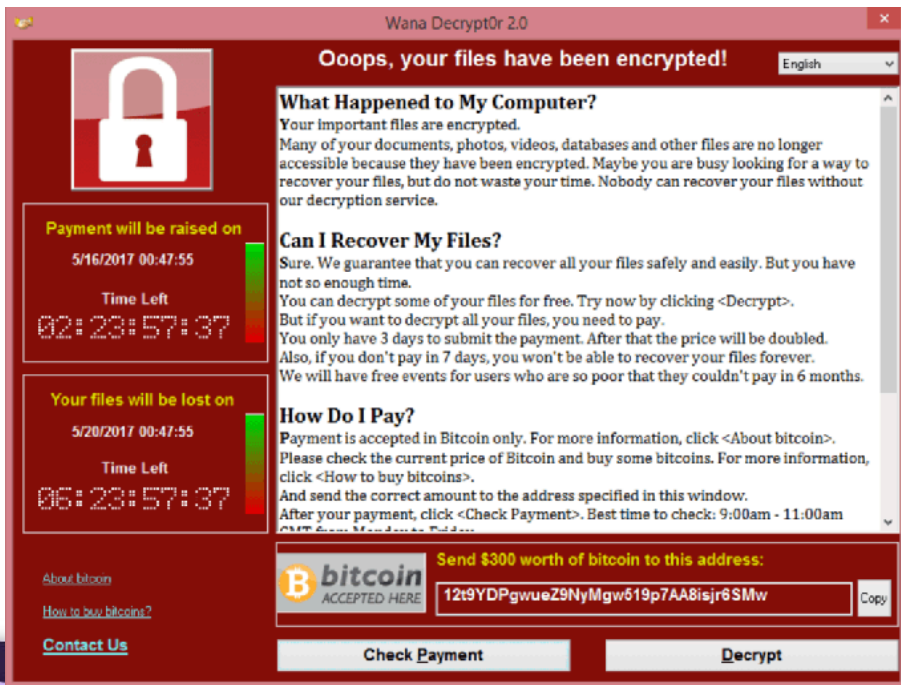 Wana Decrypt0r 2.0
Ooops, your files have been encrypted!
English
What Happened to My Computer?
Your important files are encrypted.
Many of your documents, photos, videos, databases and other files are no longer
accessible because they have been encrypted. Maybe you are busy looking for a way to
recover your files, but do not waste your time. Nobody can recover your files without
our decryption service.
Can I Recover My Files?
Sure. We guarantee that you can recover all your files safely and easily. But you have
not so enough time.
You can decrypt some of your files for free. Try now by clicking <Decrypt>.
But if you want to decrypt all your files, you need to pay.
You only have 3 days to submit the payment. After that the price will be doubled.
Also, if you don't pay in 7 days, you won't be able to recover your files forever.
We will have free events for users who are so poor that they couldn't pay in 6 months.
How Do I Pay?
Payment is accepted in Bitcoin only. For more information, click <About bitcoin>.
Please check the current price of Bitcoin and buy some bitcoins. For more information,
click <How to buy bitcoins>.
And send the correct amount to the address specified in this window.
After your payment, click <Check Payment>. Best time to check: 9:00am - 11:00am
GMT from Monday to Friday.
Payment will be raised on
5/16/2017 00:47:55
Time Left
02:23:57:37
Your files will be lost on
5/20/2017 00:47:55
Time Left
06:23:57:37
About bitcoin
How to buy bitcoins?
Contact Us
bitcoin
ACCEPTED HERE
Send $300 worth of bitcoin to this address:
12t9YDPgwueZ9NyMgw519p7AA8isjr6SMw
Copy
Check Payment
Decrypt